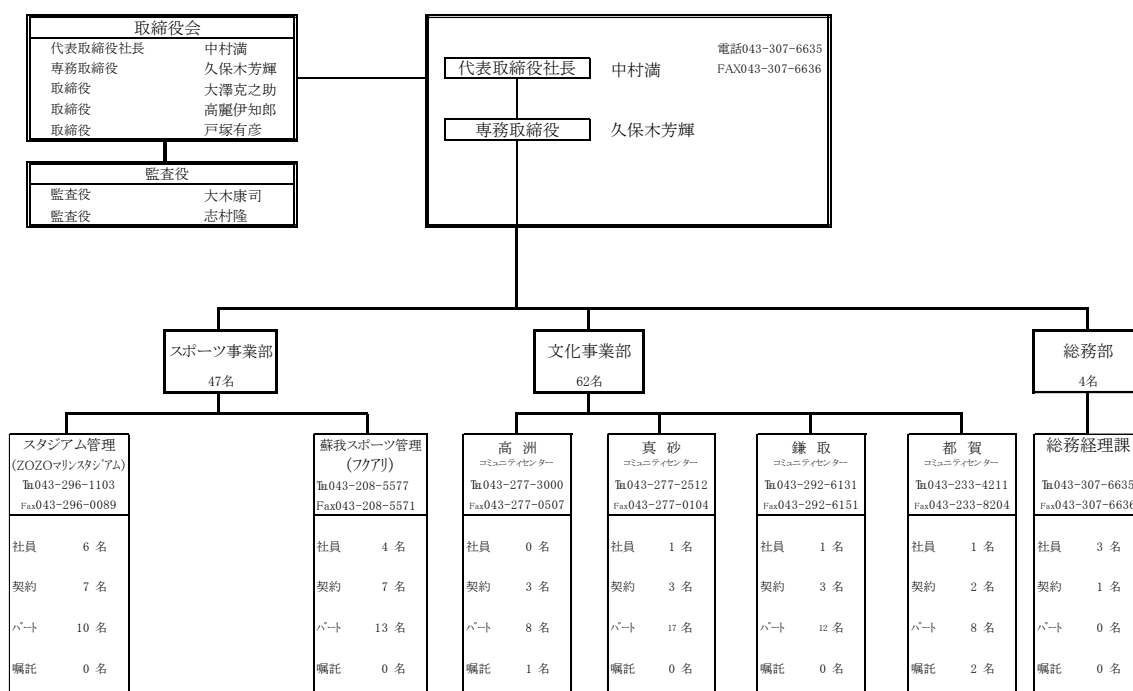 取締役会
代表取締役社長 中村満
専務取締役 久保木芳輝
取締役 大澤克之助
取締役 高麗伊知郎
取締役 戸塚有彦
監査役
監査役 大木康司
監査役 志村隆
電話043-307-6635
代表取締役社長 中村満 FAX043-307-6636
専務取締役 久保木芳輝
スポーツ事業部
47名
文化事業部
62名
総務部
4名
スタジアム管理
(ZOZOマリンスタジアム)
℡043-296-1103
Fax043-296-0089
社員 6 名
契約 7 名
パート 10 名
嘱託 0 名
蘇我スポーツ管理
(フクアリ)
℡043-208-5577
Fax043-208-5571
社員 4 名
契約 7 名
パート 13 名
嘱託 0 名
高 洲
コミュニティセンター
℡043-277-3000
Fax043-277-0507
社員 0 名
契約 3 名
パート 8 名
嘱託 1 名
真 砂
コミュニティセンター
℡043-277-2512
Fax043-277-0104
社員 1 名
契約 3 名
パート 17 名
嘱託 0 名
鎌 取
コミュニティセンター
℡043-292-6131
Fax043-292-6151
社員 1 名
契約 3 名
パート 12 名
嘱託 0 名
都 賀
コミュニティセンター
℡043-233-4211
Fax043-233-8204
社員 1 名
契約 2 名
パート 8 名
嘱託 2 名
総務経理課
℡043-307-6635
Fax043-307-6636
社員 3 名
契約 1 名
パート 0 名
嘱託 0 名